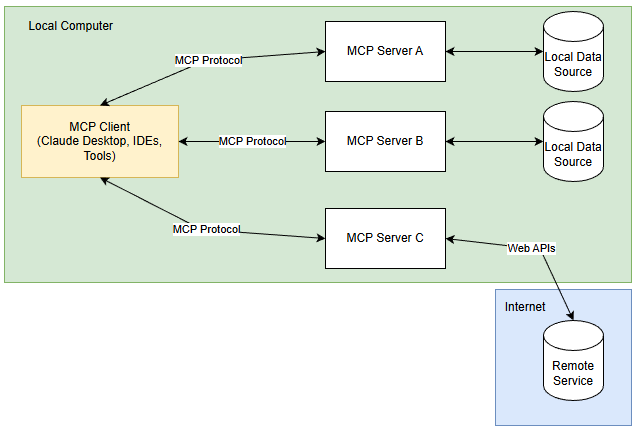 Local Computer
MCP Protocol
MCP Server A
Local Data
Source
MCP Client
(Claude Desktop, IDEs,
Tools)
MCP Protocol
MCP Server B
Local Data
Source
MCP Protocol
MCP Server C
Web APIs
Internet
Remote
Service